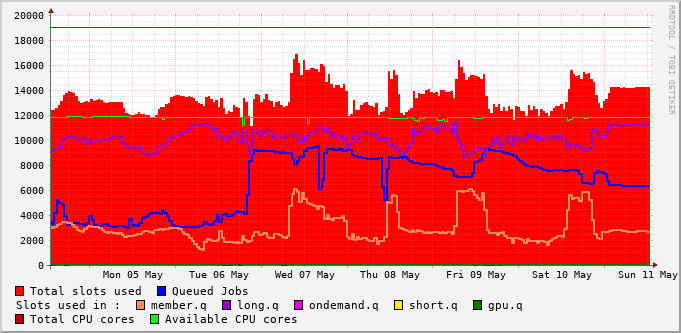 20000
18000
16000
14000
12000
10000
8000
6000
4000
2000
0
Mon 05 May Tue 06 May Wed 07 May Thu 08 May Fri 09 May Sat 10 May Sun 11 May
Total slots used Queued Jobs
Slots used in : member.q long.q ondemand.q short.q gpu.q
Total CPU cores Available CPU cores
RRDTOOL / TOBI OETIKER